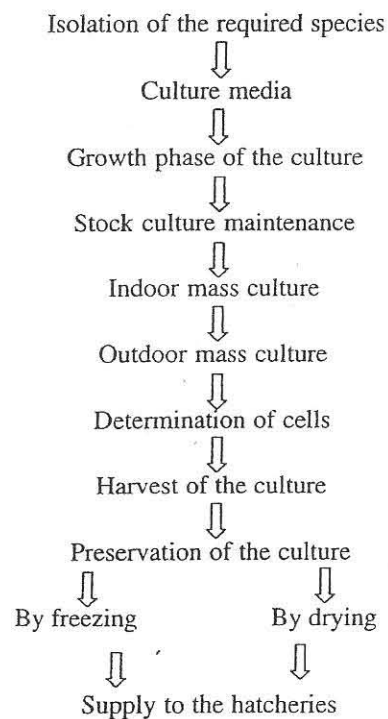 Isolation of the required species
Culture media
Growth phase of the culture
Stock culture maintenance
Indoor mass culture
Outdoor mass culture
Determination of cells
Harvest of the culture
Preservation of the culture
By freezing By drying
Supply to the hatcheries